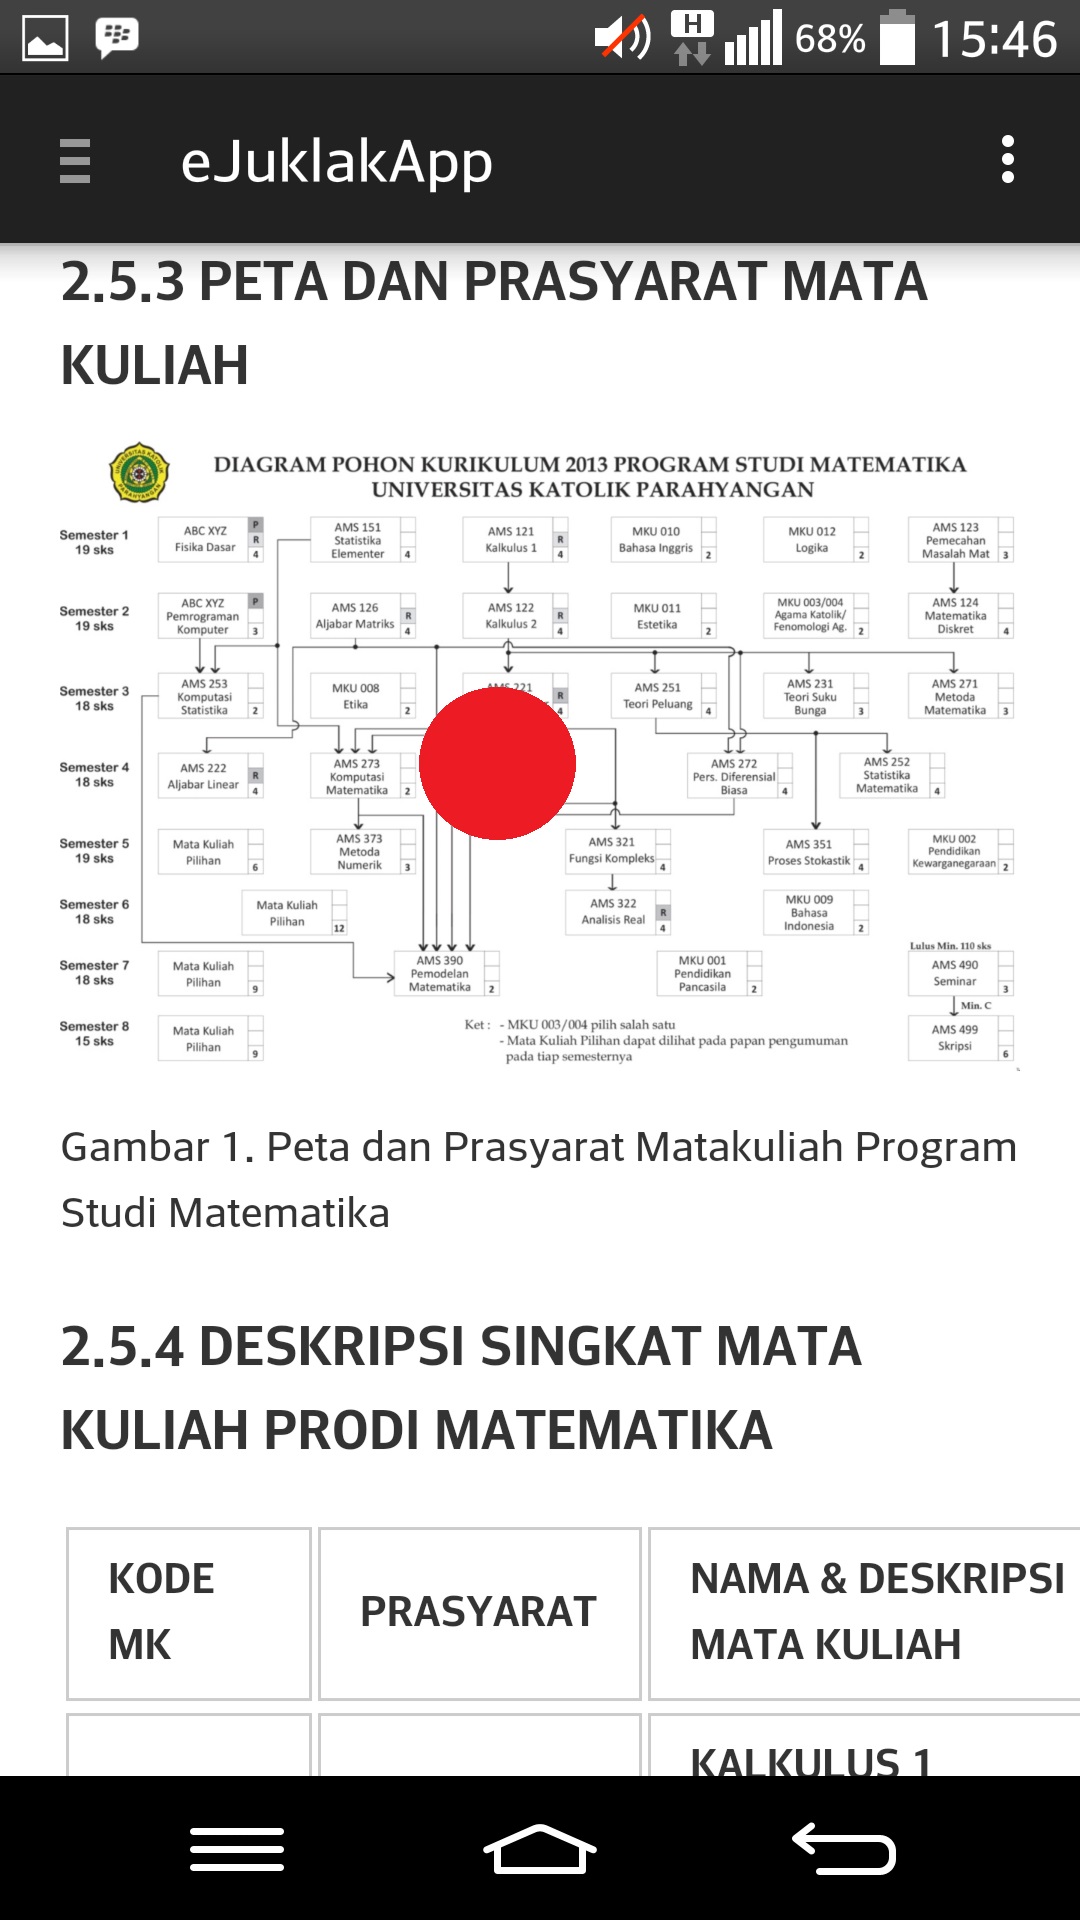 68% 15:46
eJuklakApp
2.5.3 PETA DAN PRASYARAT MATA
KULIAH
DIAGRAM POHON KURIKULUM 2013 PROGRAM STUDI MATEMATIKA
UNIVERSITAS KATOLIK PARAHYANGAN
Semester 1
19 sks
ABC XYZ
Fisika Dasar
P
R
4
AMS 151
Statistika
Elementer
4
AMS 121
Kalkulus 1
R
4
MKU 010
Bahasa Inggris
2
MKU 012
Logika
2
AMS 123
Pemecahan
Masalah Mat
3
Semester 2
19 sks
ABC XYZ
Pemrograman
Komputer
P
3
AMS 126
Aljabar Matriks
R
4
AMS 122
Kalkulus 2
R
4
MKU 011
Estetika
2
MKU 003/004
Agama Katolik/
Fenomologi Ag.
2
AMS 124
Matematika
Diskret
4
Semester 3
18 sks
AMS 253
Komputasi
Statistika
2
MKU 008
Etika
2
R
4
AMS 251
Teori Peluang
4
AMS 231
Teori Suku
Bunga
3
AMS 271
Metoda
Matematika
3
Semester 4
18 sks
AMS 222
Aljabar Linear
R
4
AMS 273
Komputasi
Matematika
2
AMS 272
Pers. Diferensial
Biasa
4
AMS 252
Statistika
Matematika
4
Semester 5
19 sks
Mata Kuliah
Pilihan
6
AMS 373
Metoda
Numerik
3
AMS 321
Fungsi Kompleks
4
AMS 351
Proses Stokastik
4
MKU 002
Pendidikan
Kewarganegaraan
2
Semester 6
18 sks
Mata Kuliah
Pilihan
12
AMS 322
Analisis Real
R
4
MKU 009
Bahasa
Indonesia
2
Semester 7
18 sks
Mata Kuliah
Pilihan
9
AMS 390
Pemodelan
Matematika
2
MKU 001
Pendidikan
Pancasila
2
Lulus Min. 110 sks
AMS 490
Seminar
3
Min. C
Semester 8
15 sks
Mata Kuliah
Pilihan
9
Ket : - MKU 003/004 pilih salah satu
- Mata Kuliah Pilihan dapat dilihat pada papan pengumuman
pada tiap semesternya
AMS 499
Skripsi
6
Gambar 1. Peta dan Prasyarat Matakuliah Program
Studi Matematika
2.5.4 DESKRIPSI SINGKAT MATA
KULIAH PRODI MATEMATIKA
KODE
MK
PRASYARAT
NAMA & DESKRIPSI
MATA KULIAH
KALKULUS 1